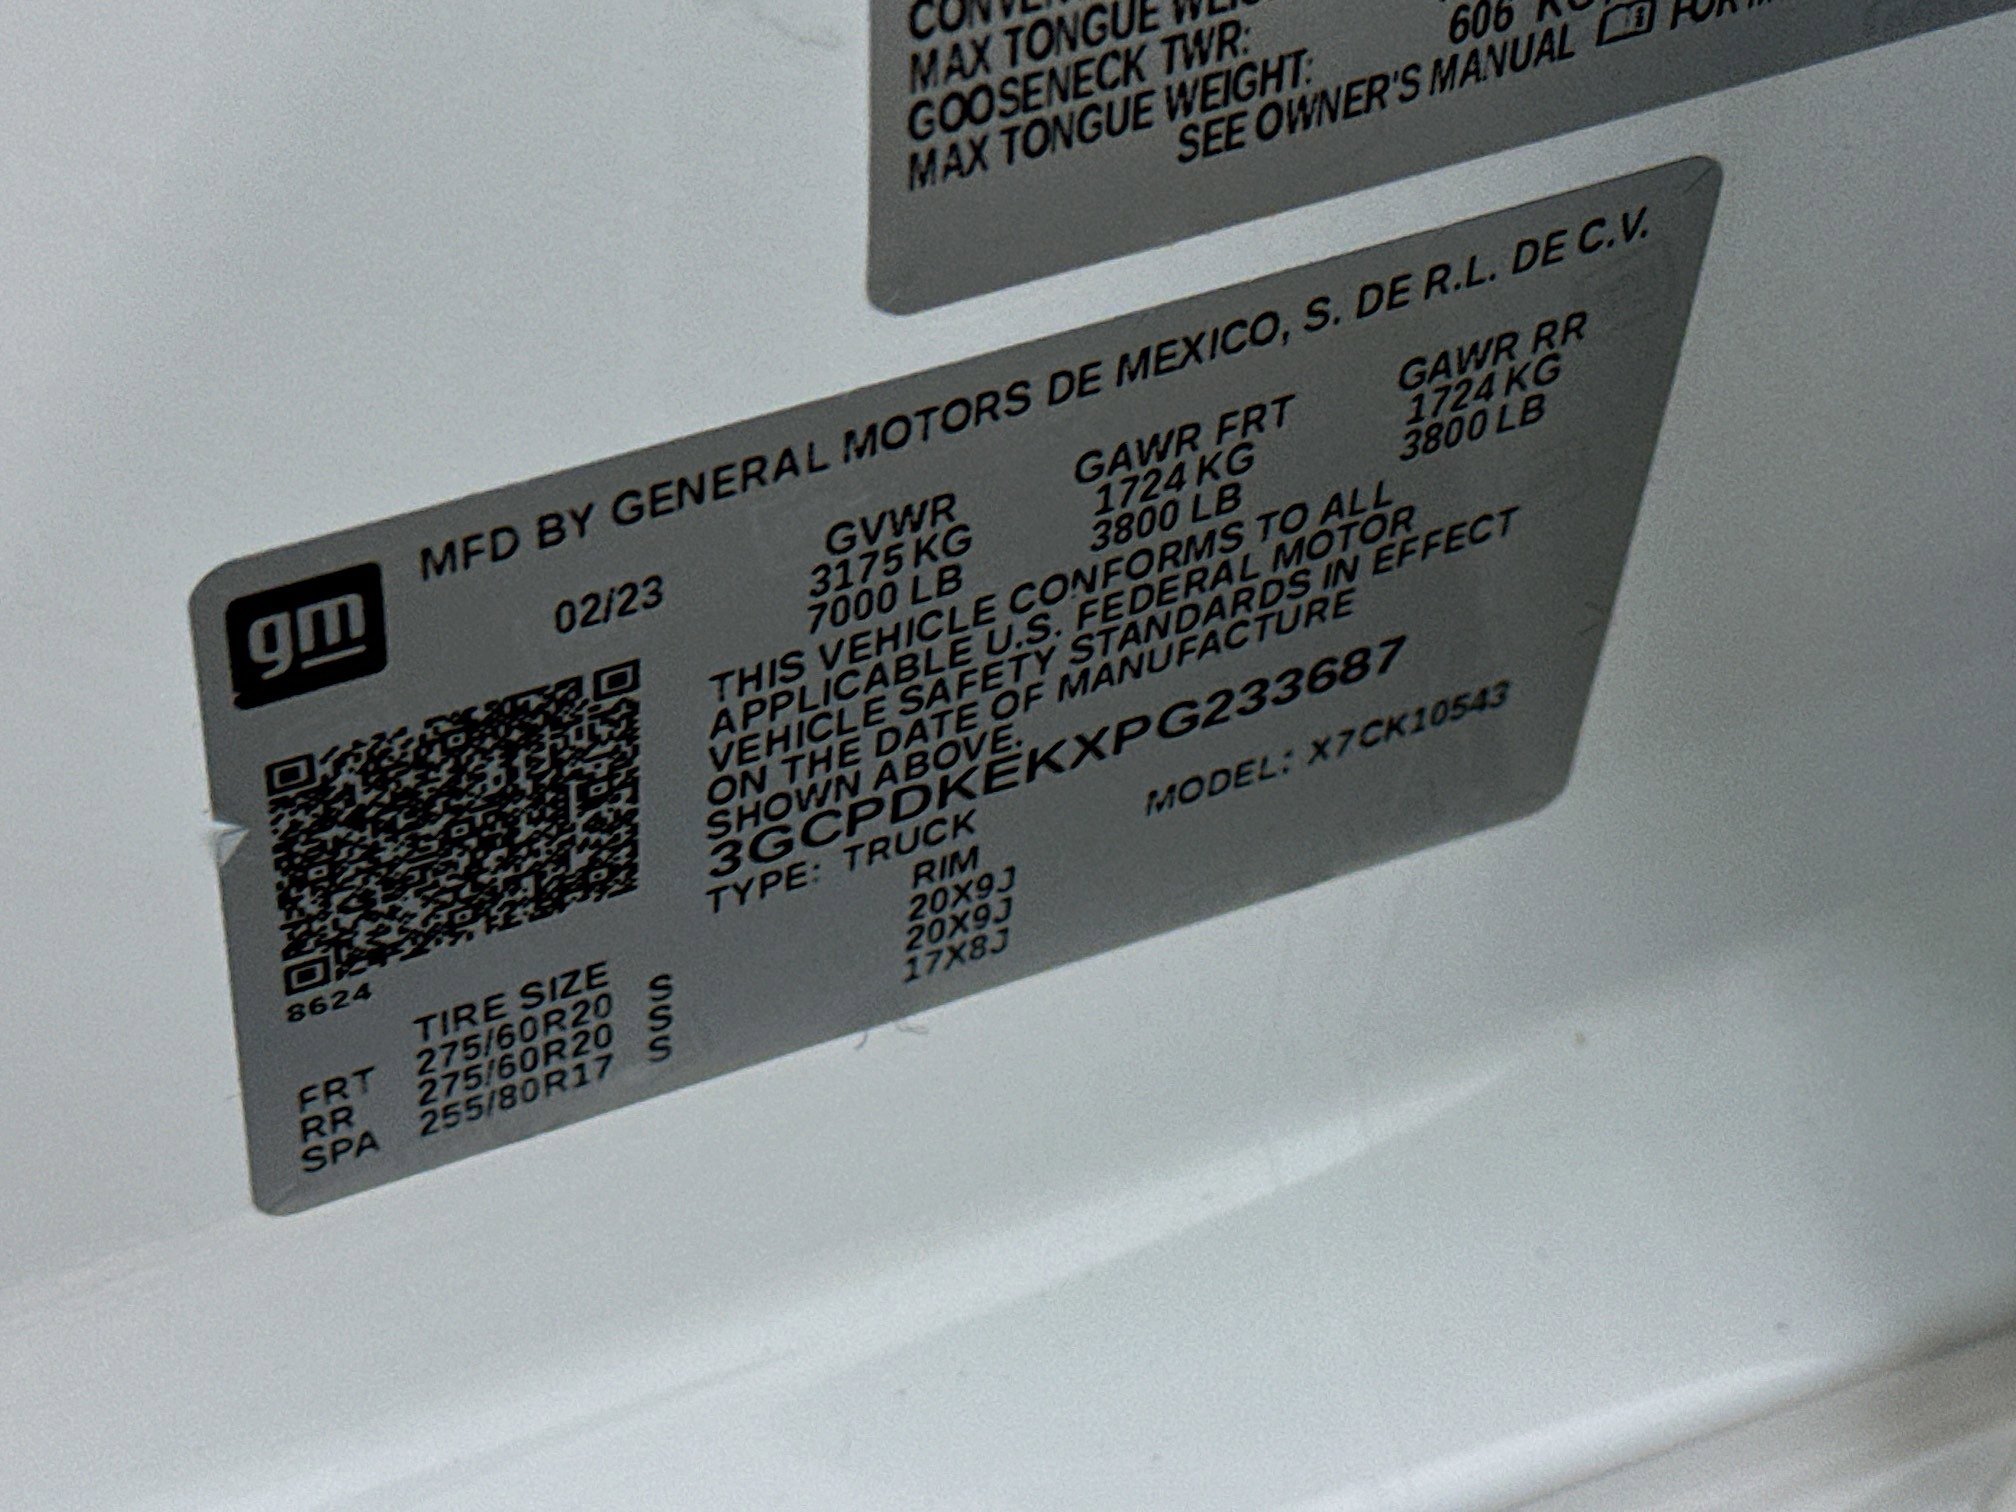 MAX TONGUE
GOOSENECK TWR: 606
MAX TONGUE WEIGHT:
SEE OWNER'S MANUAL
MFD BY GENERAL MOTORS DE MEXICO, S. DE R.L. DE C.V.
gm
02/23
GVWR GAWR FRT GAWR RR
3175 KG 1724 KG 1724 KG
7000 LB 3800 LB 3800 LB
THIS VEHICLE CONFORMS TO ALL
APPLICABLE U.S. FEDERAL MOTOR
VEHICLE SAFETY STANDARDS IN EFFECT
ON THE DATE OF MANUFACTURE
SHOWN ABOVE.
3GCPDKEKXPG233687
TYPE: TRUCK MODEL: X7CK10543
8624
TIRE SIZE RIM
FRT 275/60R20 S 20X9J
RR 275/60R20 S 20X9J
SPA 255/80R17 S 17X8J